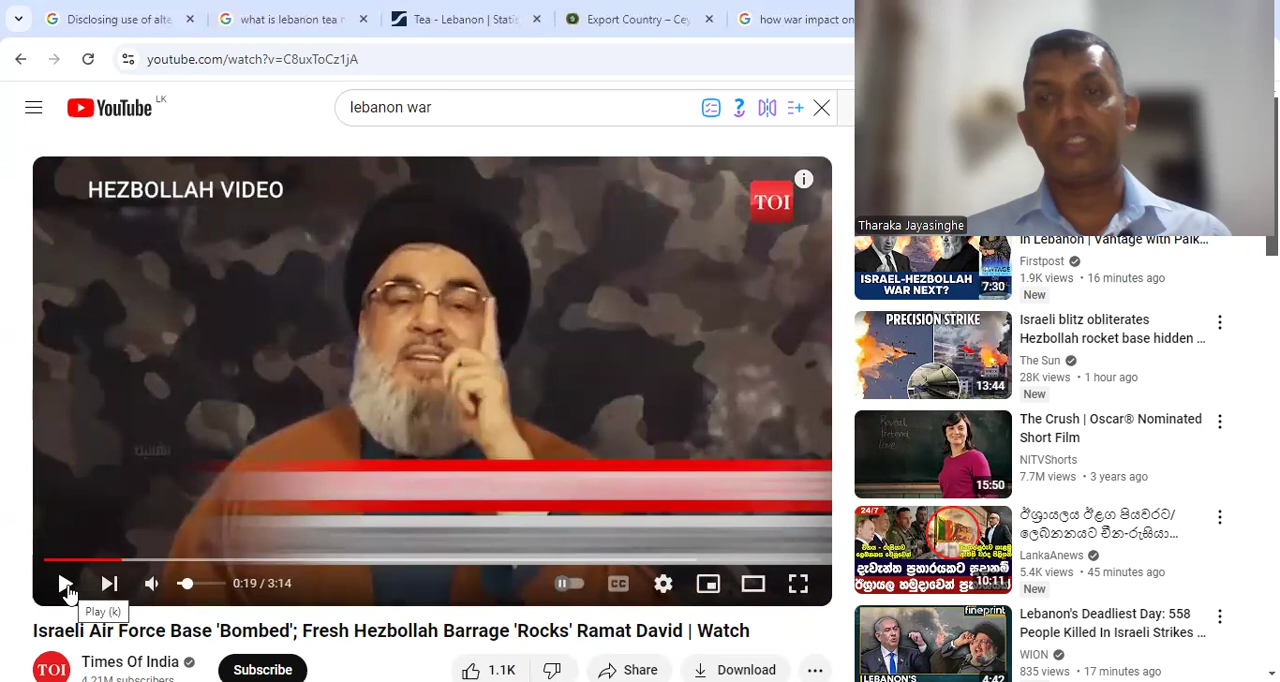 Disclosing use of alte
what is lebanon tea
Tea - Lebanon | Statis
Export Country – Cey
how war impact on
youtube.com/watch?v=C8uxToCz1jA
YouTube LK
lebanon war
HEZBOLLAH VIDEO
TOI
Tharaka Jayasinghe
in Lebanon | Vantage with Palk...
Firstpost
1.9K views • 16 minutes ago
New
ISRAEL-HEZBOLLAH
WAR NEXT?
7:30
PRECISION STRIKE
13:44
Israeli blitz obliterates
Hezbollah rocket base hidden ...
The Sun
28K views • 1 hour ago
New
15:50
The Crush | Oscar® Nominated
Short Film
NITVShorts
7.7M views • 3 years ago
24/7
10:11
LankaAnews
5.4K views • 45 minutes ago
New
fineprint
LEBANON'S
4:42
Lebanon's Deadliest Day: 558
People Killed In Israeli Strikes ...
WION
835 views • 17 minutes ago
0:19 / 3:14
CC
Play (k)
Israeli Air Force Base 'Bombed'; Fresh Hezbollah Barrage 'Rocks' Ramat David | Watch
TOI
Times Of India
4.21M subscribers
Subscribe
1.1K
Share
Download